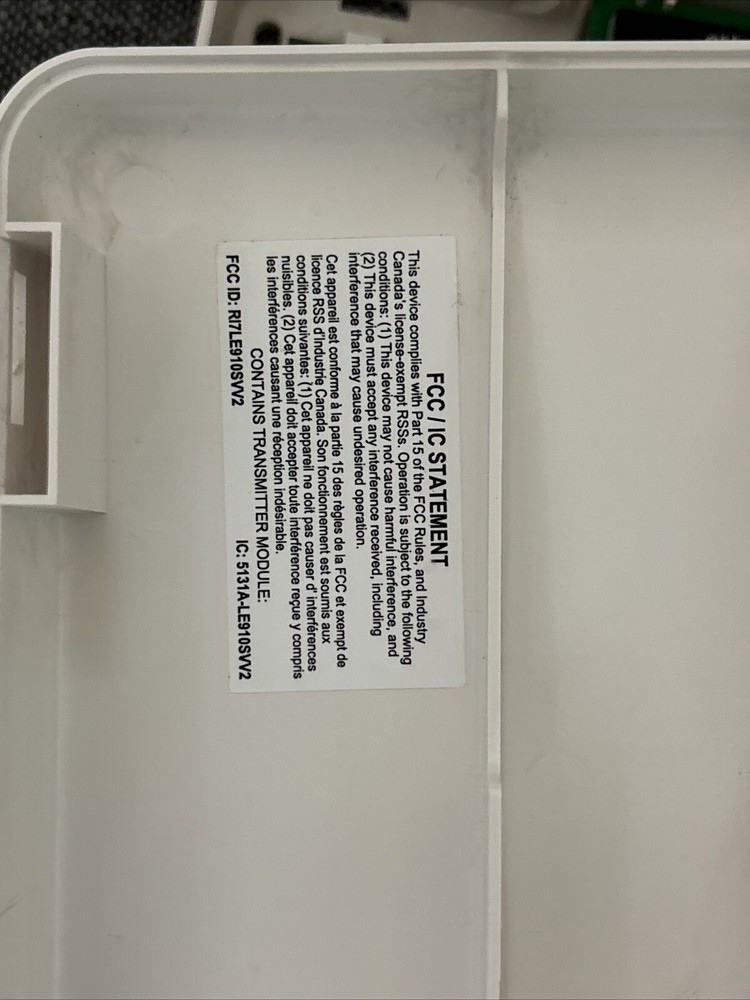 FCC / IC STATEMENT
This device complies with Part 15 of the FCC Rules, and Industry
Canada's license-exempt RSSs. Operation is subject to the following
conditions: (1) This device may not cause harmful interference, and
(2) This device must accept any interference received, including
interference that may cause undesired operation.
Cet appareil est conforme à la partie 15 des règles de la FCC et exempt de
licence RSS d'Industrie Canada. Son fonctionnement est soumis aux
conditions suivantes: (1) Cet appareil ne doit pas causer d' interférences
nuisibles. (2) Cet appareil doit accepter toute interférence reçue y compris
les interférences causant une réception indésirable.
CONTAINS TRANSMITTER MODULE:
FCC ID: RI7LE910SVV2 IC: 5131A-LE910SVV2